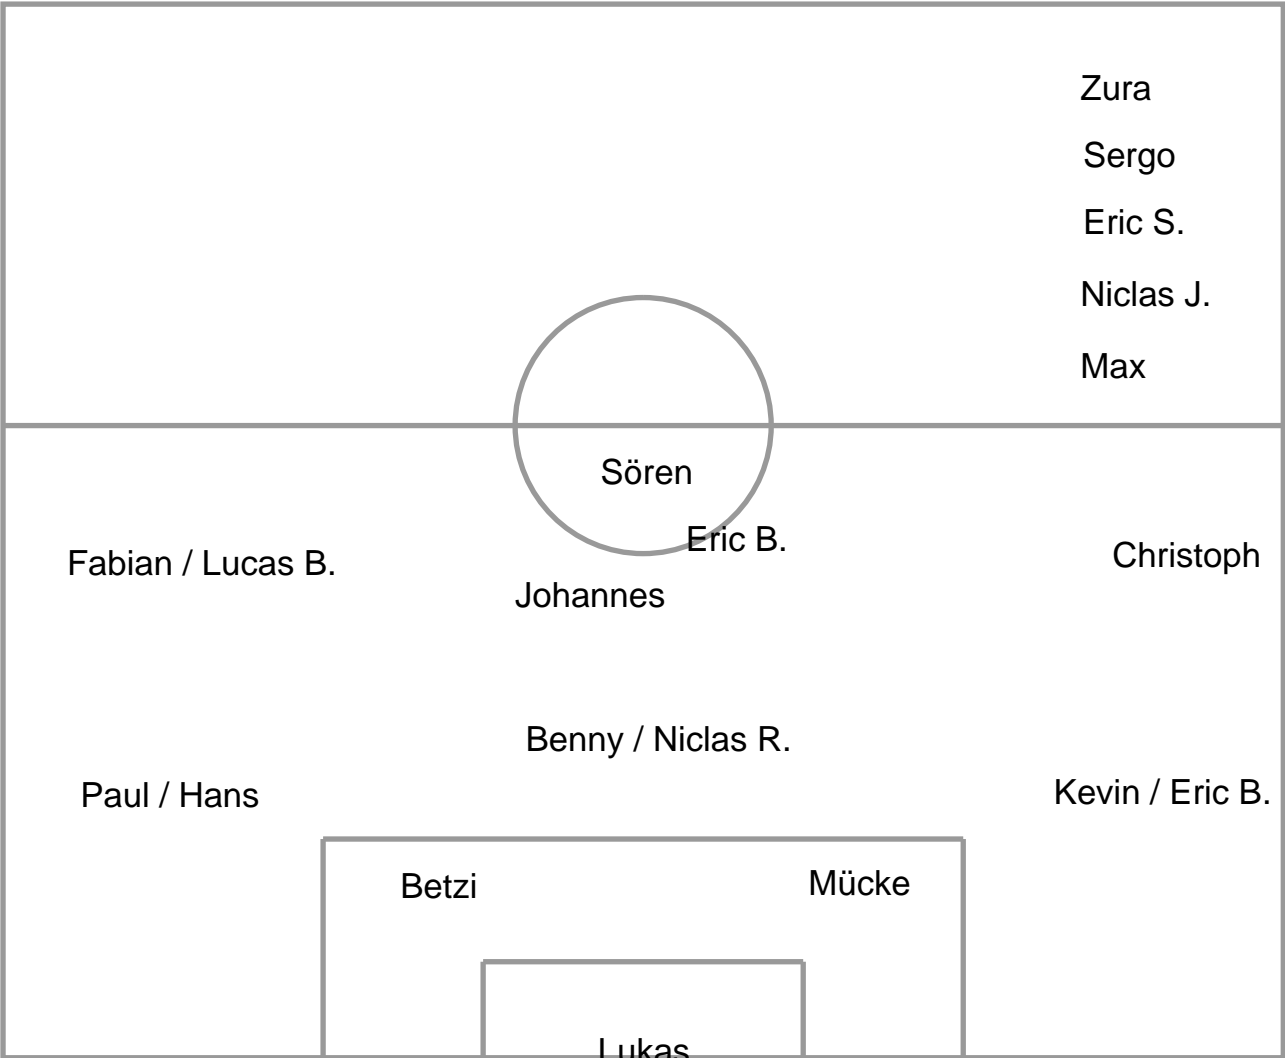 Zura
Sergo
Eric S.
Niclas J.
Max
Sören
Eric B.
Fabian / Lucas B.
Christoph
Johannes
Benny / Niclas R.
Paul / Hans
Kevin / Eric B.
Betzi
Mücke
Lukas